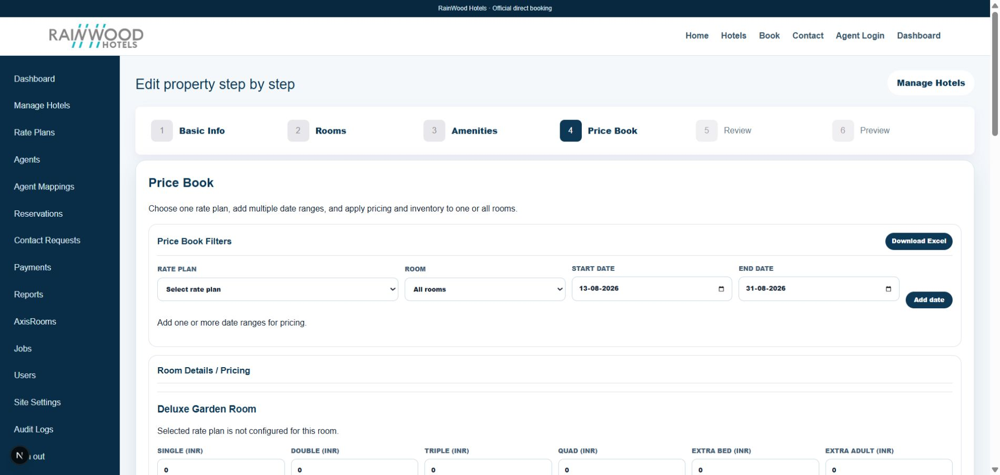 RainWood Hotels · Official direct booking
RAINWOOD
HOTELS
Home
Hotels
Book
Contact
Agent Login
Dashboard
Dashboard
Manage Hotels
Rate Plans
Agents
Agent Mappings
Reservations
Contact Requests
Payments
Reports
AxisRooms
Jobs
Users
Site Settings
Audit Logs
N
out
Edit property step by step
Manage Hotels
1 Basic Info
2 Rooms
3 Amenities
4 Price Book
5 Review
6 Preview
Price Book
Choose one rate plan, add multiple date ranges, and apply pricing and inventory to one or all rooms.
Price Book Filters
Download Excel
RATE PLAN
Select rate plan
ROOM
All rooms
START DATE
13-08-2026
END DATE
31-08-2026
Add date
Add one or more date ranges for pricing.
Room Details / Pricing
Deluxe Garden Room
Selected rate plan is not configured for this room.
SINGLE (INR)
0
DOUBLE (INR)
0
TRIPLE (INR)
0
QUAD (INR)
0
EXTRA BED (INR)
0
EXTRA ADULT (INR)
0